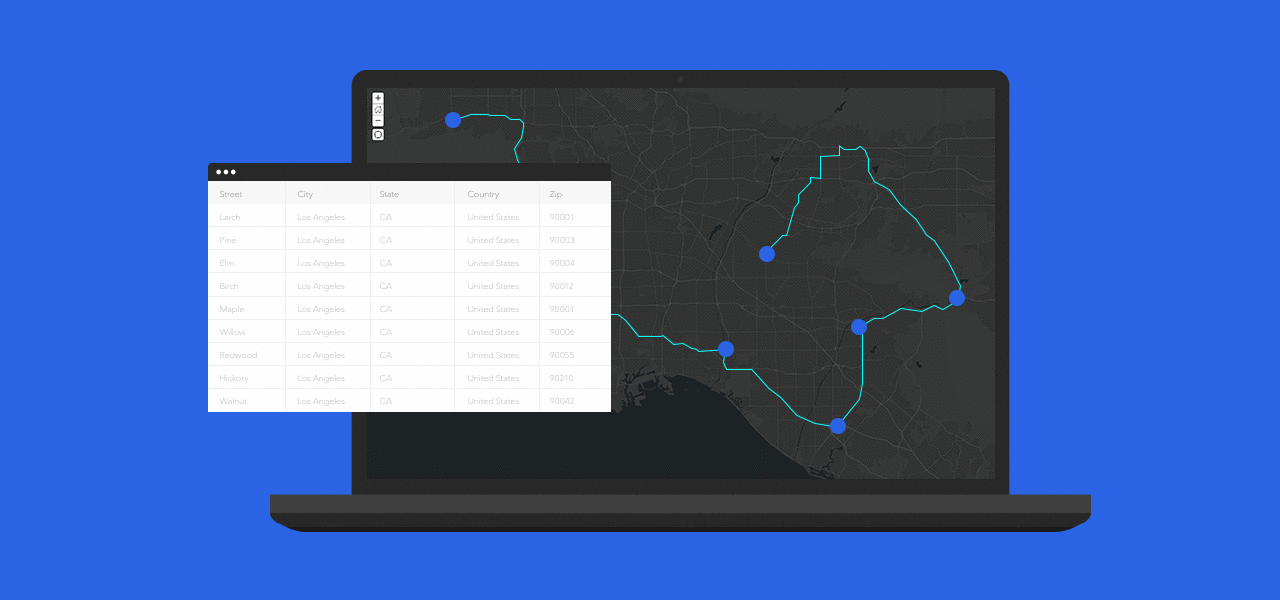 Street City State Country Zip
Larch Los Angeles CA United States 90001
Pine Los Angeles CA United States 90003
Elm Los Angeles CA United States 90004
Birch Los Angeles CA United States 90012
Maple Los Angeles CA United States 90001
Willow Los Angeles CA United States 90006
Redwood Los Angeles CA United States 90055
Hickory Los Angeles CA United States 90210
Walnut Los Angeles CA United States 90042